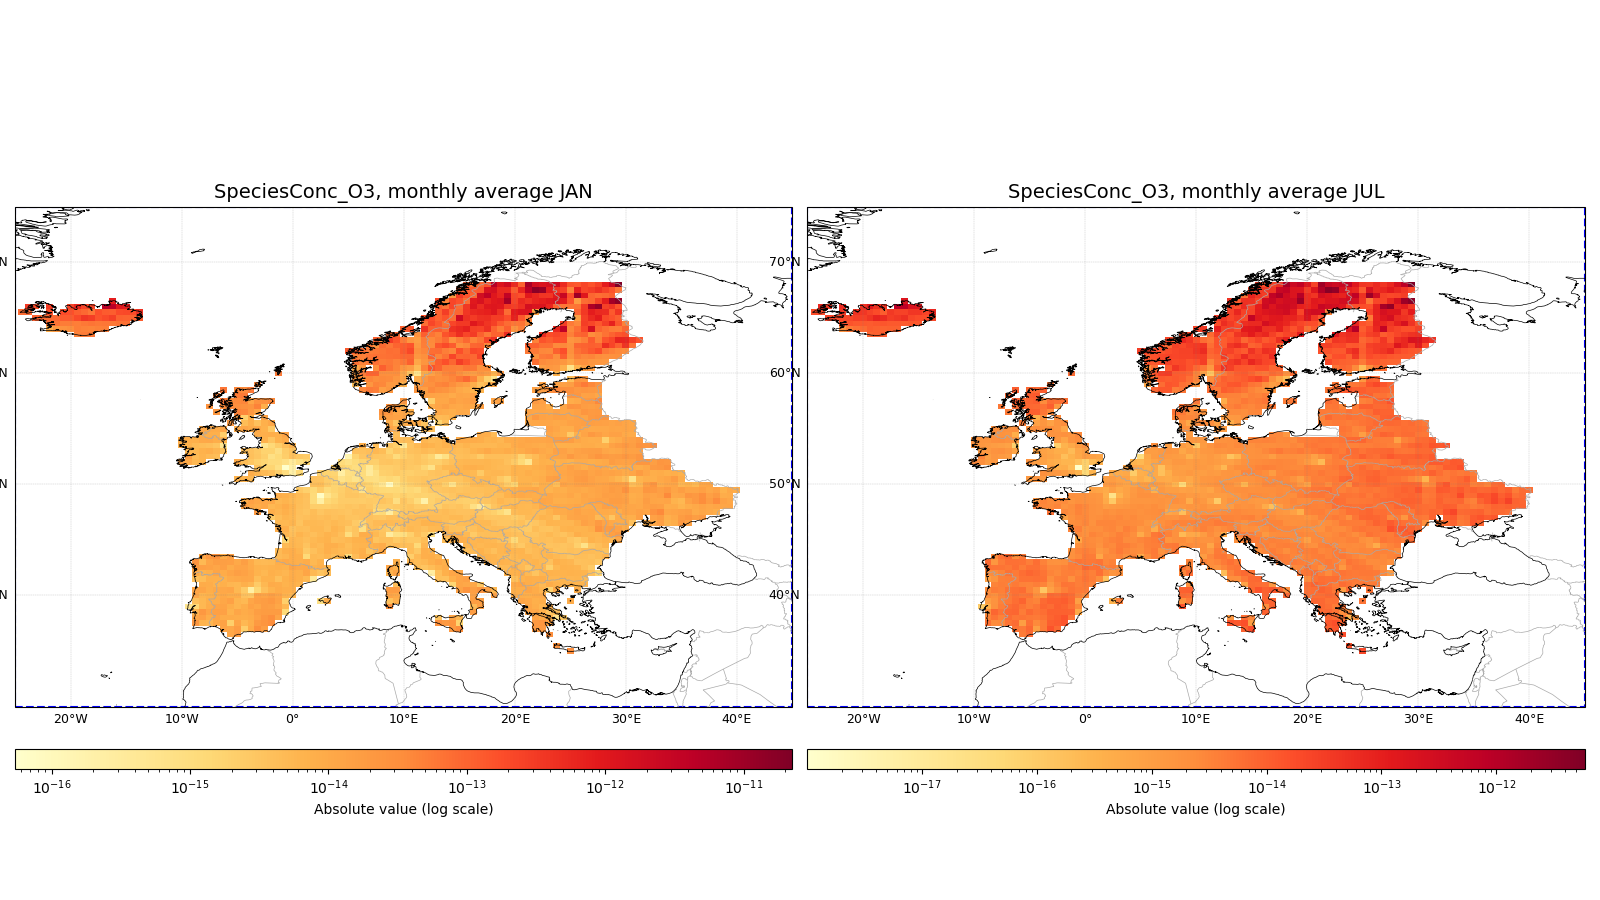 SpeciesConc_O3, monthly average JAN
SpeciesConc_O3, monthly average JUL
N 70°N
N 60°N
N 50°N
N 40°N
20°W 10°W 0° 10°E 20°E 30°E 40°E
20°W 10°W 0° 10°E 20°E 30°E 40°E
10⁻¹⁶ 10⁻¹⁵ 10⁻¹⁴ 10⁻¹³ 10⁻¹² 10⁻¹¹
10⁻¹⁷ 10⁻¹⁶ 10⁻¹⁵ 10⁻¹⁴ 10⁻¹³ 10⁻¹²
Absolute value (log scale)
Absolute value (log scale)